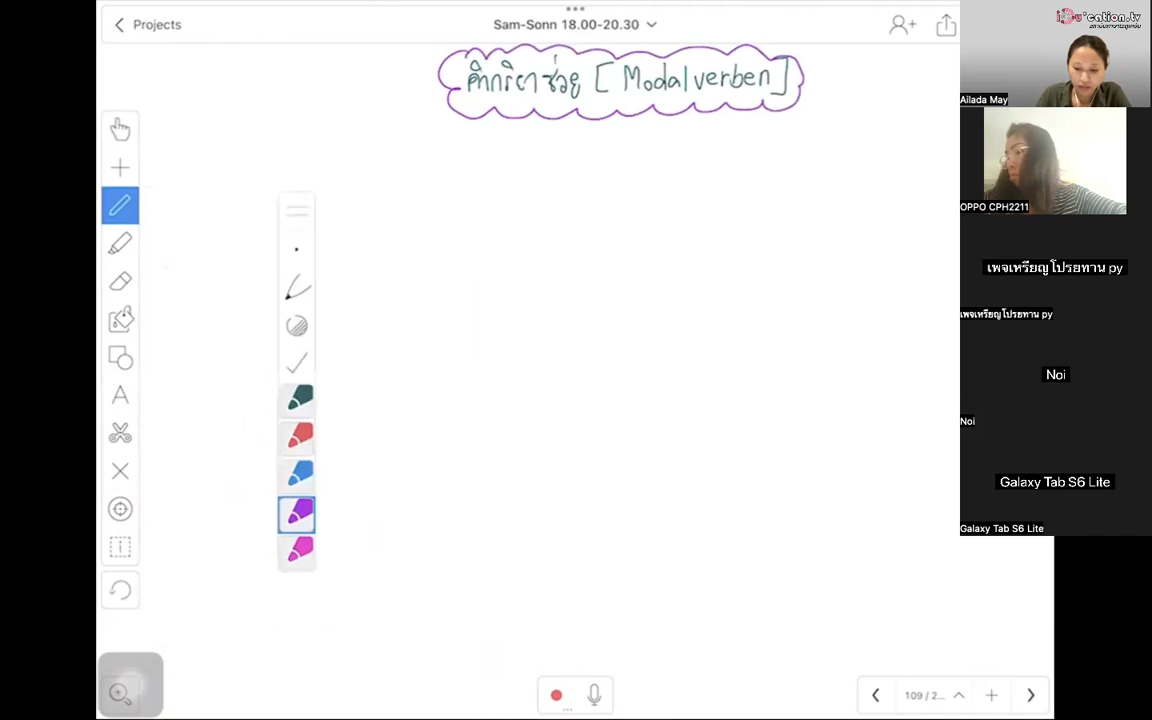 Projects
Sam-Sonn 18.00-20.30
คำกริยาช่วย [Modalverben]
Ailada May
OPPO CPH2211
เพจเหรียญโปรยทาน py
เพจเหรียญโปรยทาน py
Noi
Noi
Galaxy Tab S6 Lite
Galaxy Tab S6 Lite
109 / 2...